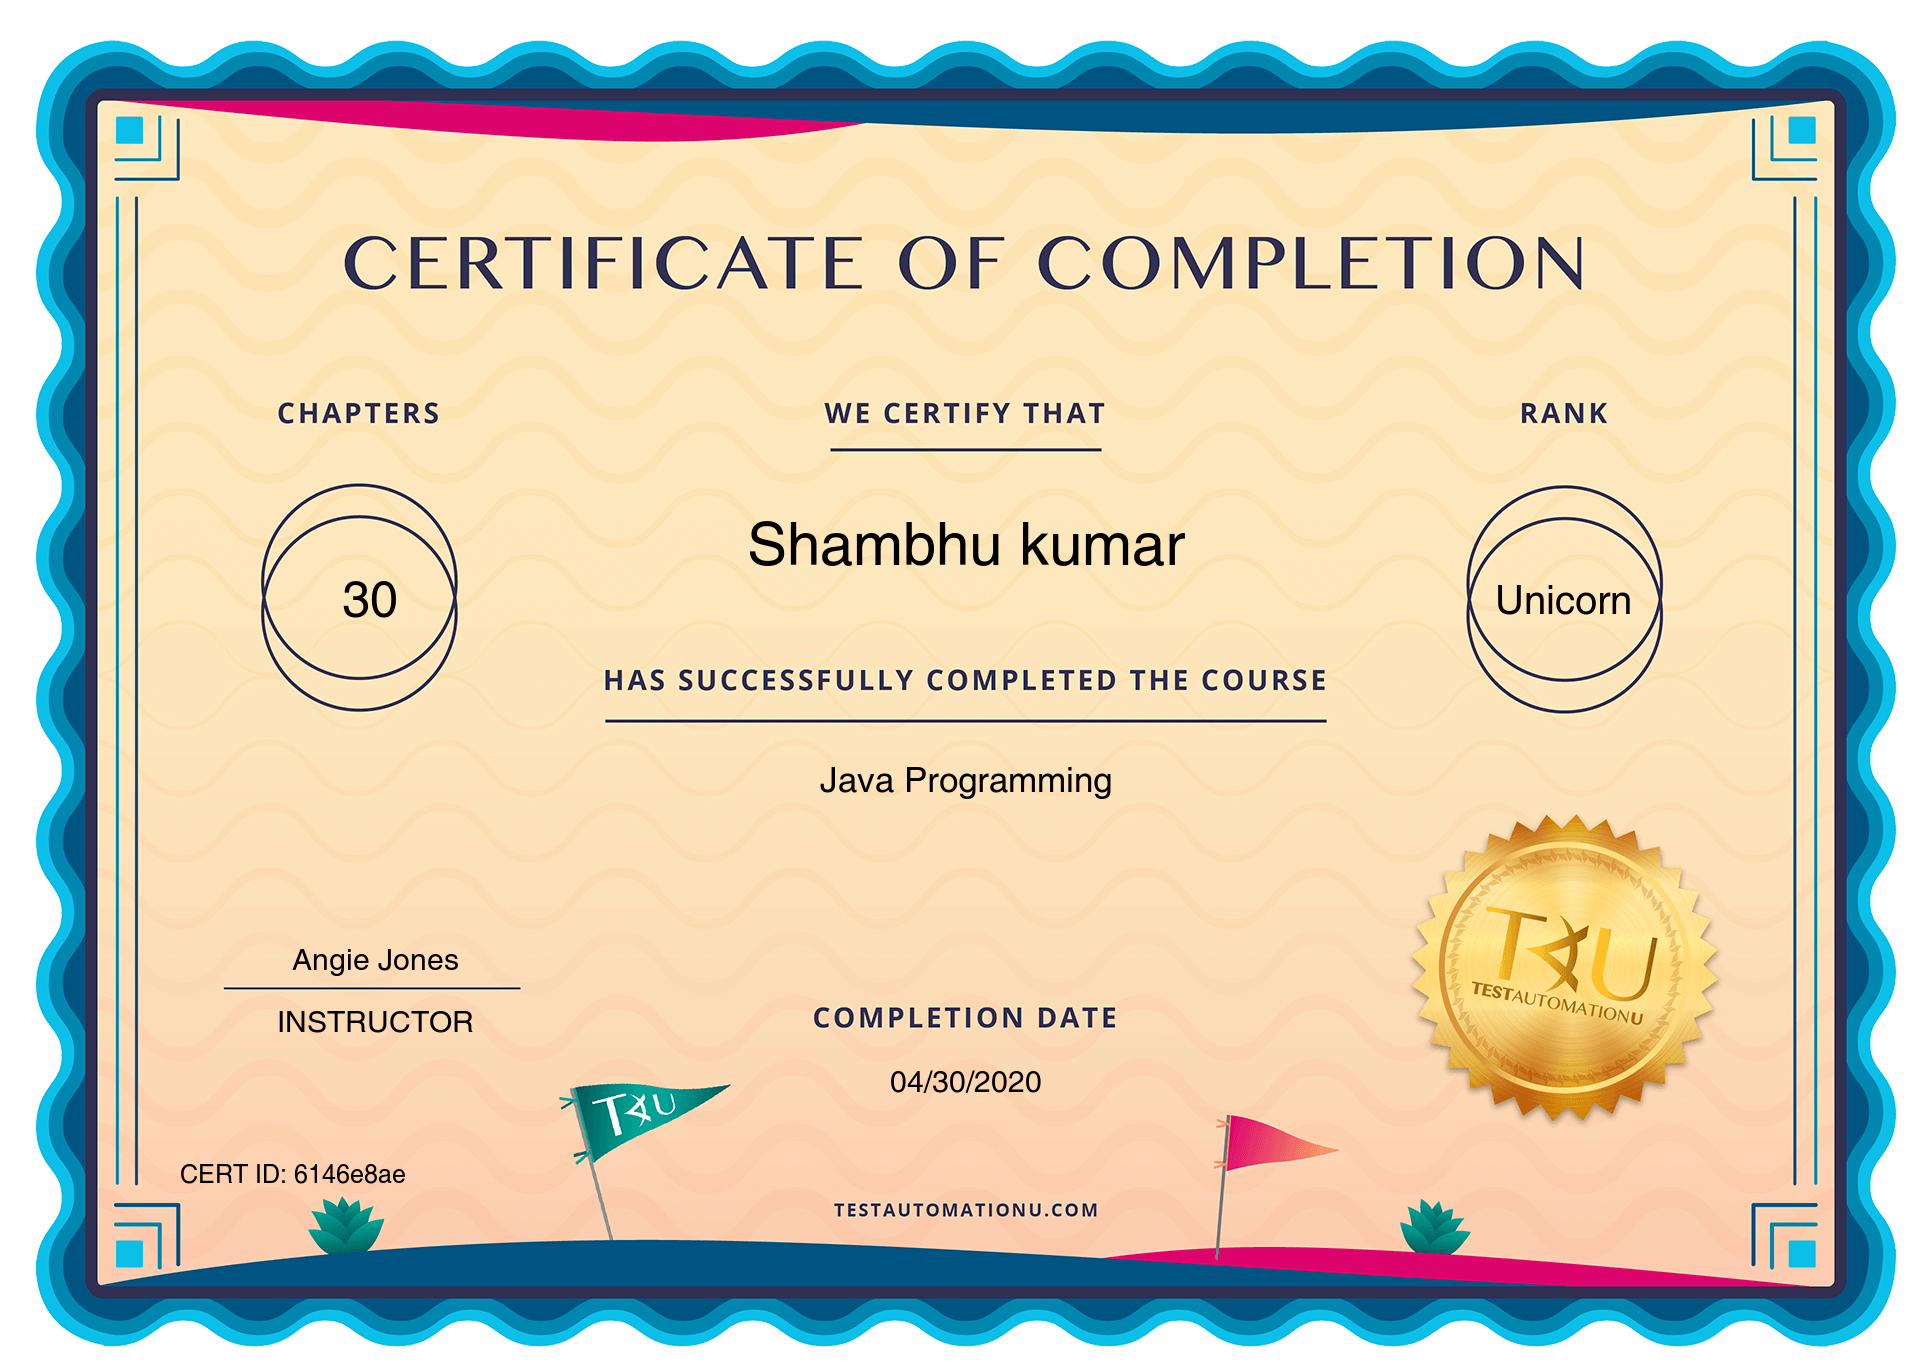 CERTIFICATE OF COMPLETION
CHAPTERS
30
WE CERTIFY THAT
Shambhu kumar
HAS SUCCESSFULLY COMPLETED THE COURSE
Java Programming
RANK
Unicorn
Angie Jones
INSTRUCTOR
COMPLETION DATE
04/30/2020
TAU
TESTAUTOMATIONU
TAU
CERT ID: 6146e8ae
TESTAUTOMATIONU.COM